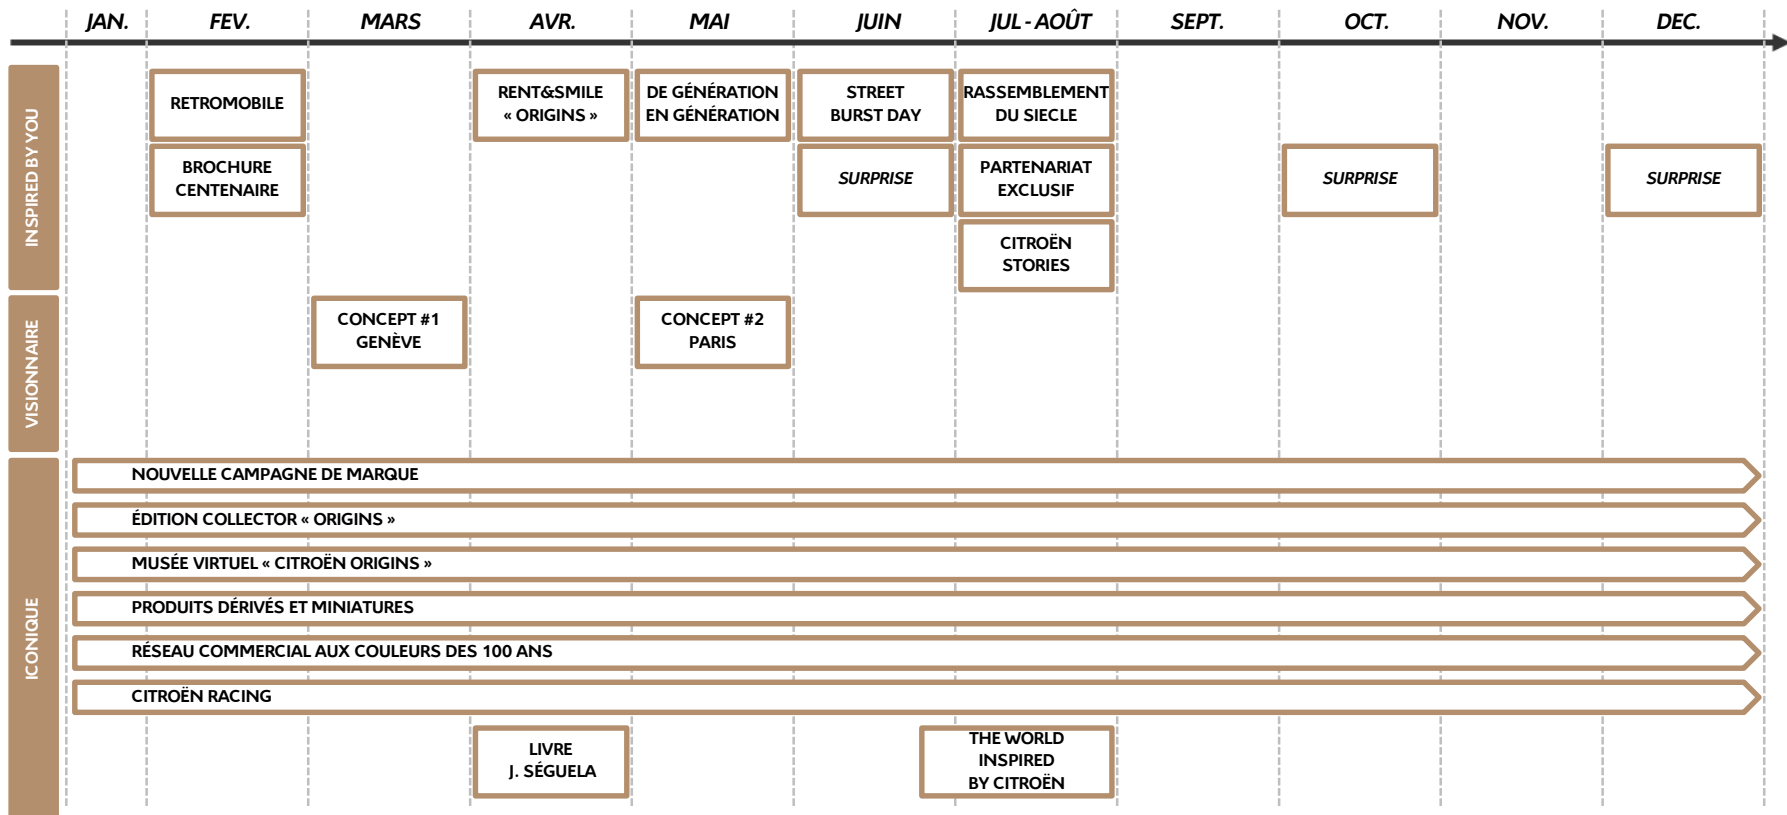 JAN.
FEV.
MARS
AVR.
MAI
JUIN
JUL - AOÛT
SEPT.
OCT.
NOV.
DEC.
INSPIRED BY YOU
RETROMOBILE
RENT&SMILE
« ORIGINS »
DE GÉNÉRATION
EN GÉNÉRATION
STREET
BURST DAY
RASSEMBLEMENT
DU SIECLE
BROCHURE
CENTENAIRE
SURPRISE
PARTENARIAT
EXCLUSIF
SURPRISE
SURPRISE
CITROËN
STORIES
VISIONNAIRE
CONCEPT #1
GENÈVE
CONCEPT #2
PARIS
ICONIQUE
NOUVELLE CAMPAGNE DE MARQUE
ÉDITION COLLECTOR « ORIGINS »
MUSÉE VIRTUEL « CITROËN ORIGINS »
PRODUITS DÉRIVÉS ET MINIATURES
RÉSEAU COMMERCIAL AUX COULEURS DES 100 ANS
CITROËN RACING
LIVRE
J. SÉGUELA
THE WORLD
INSPIRED
BY CITROËN